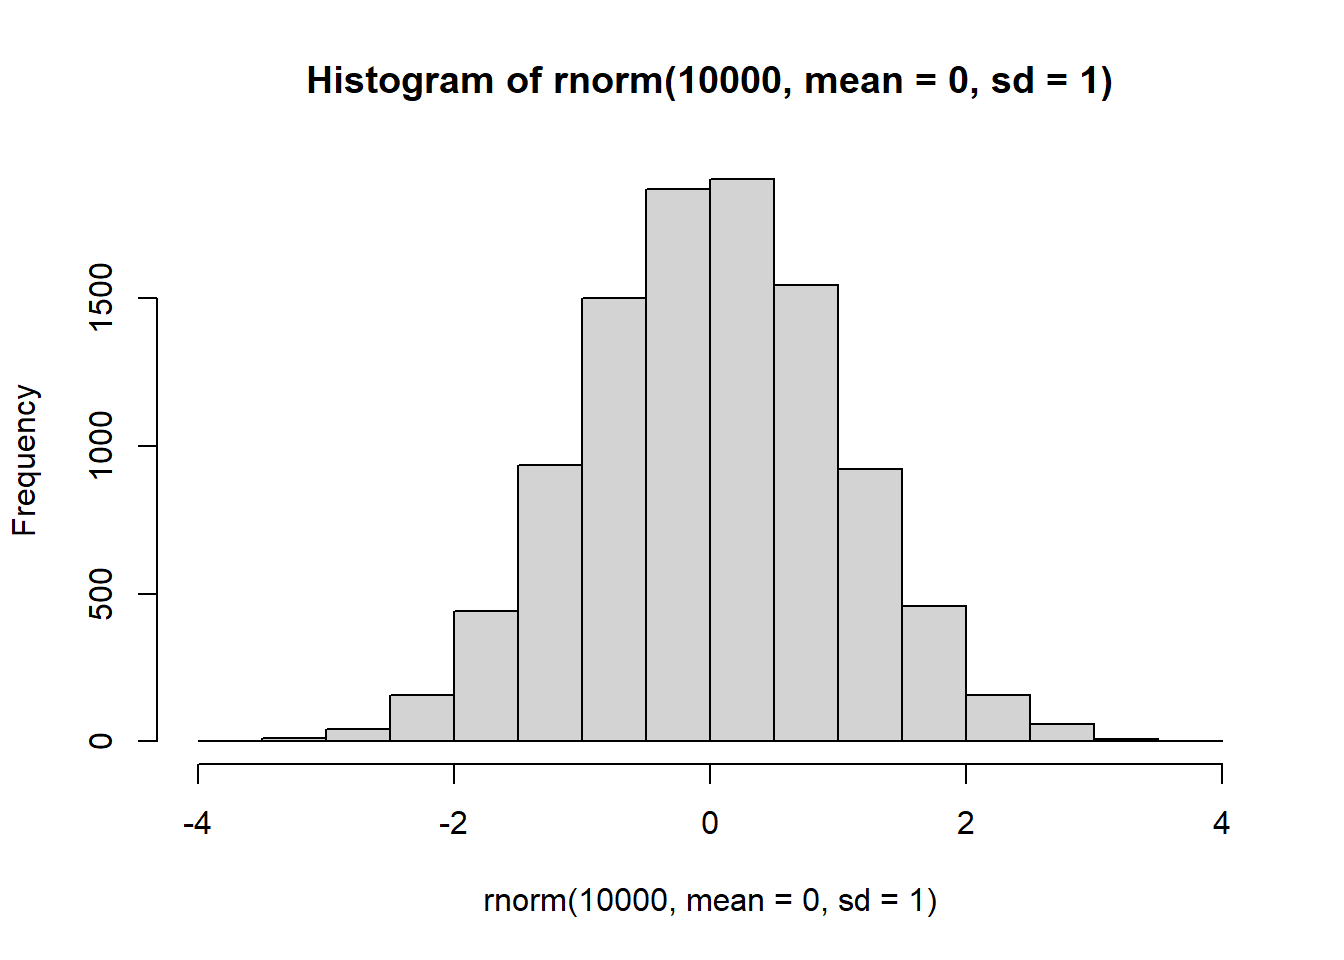 Histogram of rnorm(10000, mean = 0, sd = 1)
Frequency
1500
1000
500
0
-4 -2 0 2 4
rnorm(10000, mean = 0, sd = 1)